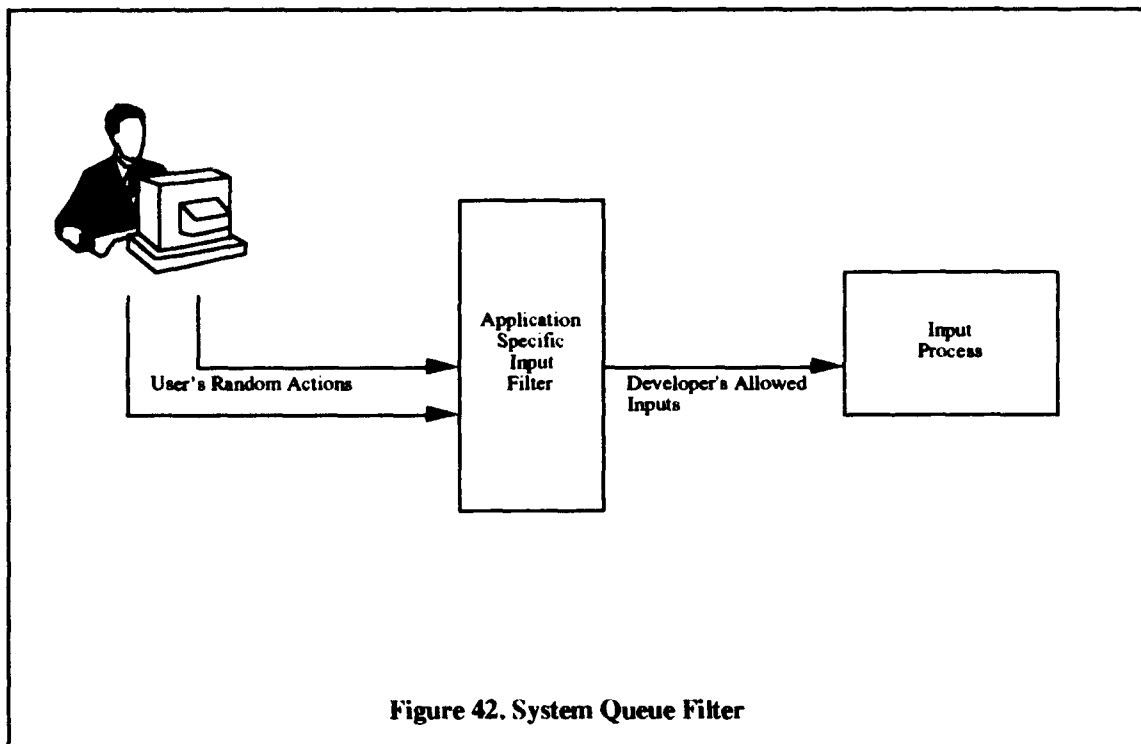 Application
Specific
Input
Filter
Input
Process
User's Random Actions
Developer's Allowed
Inputs
Figure 42. System Queue Filter